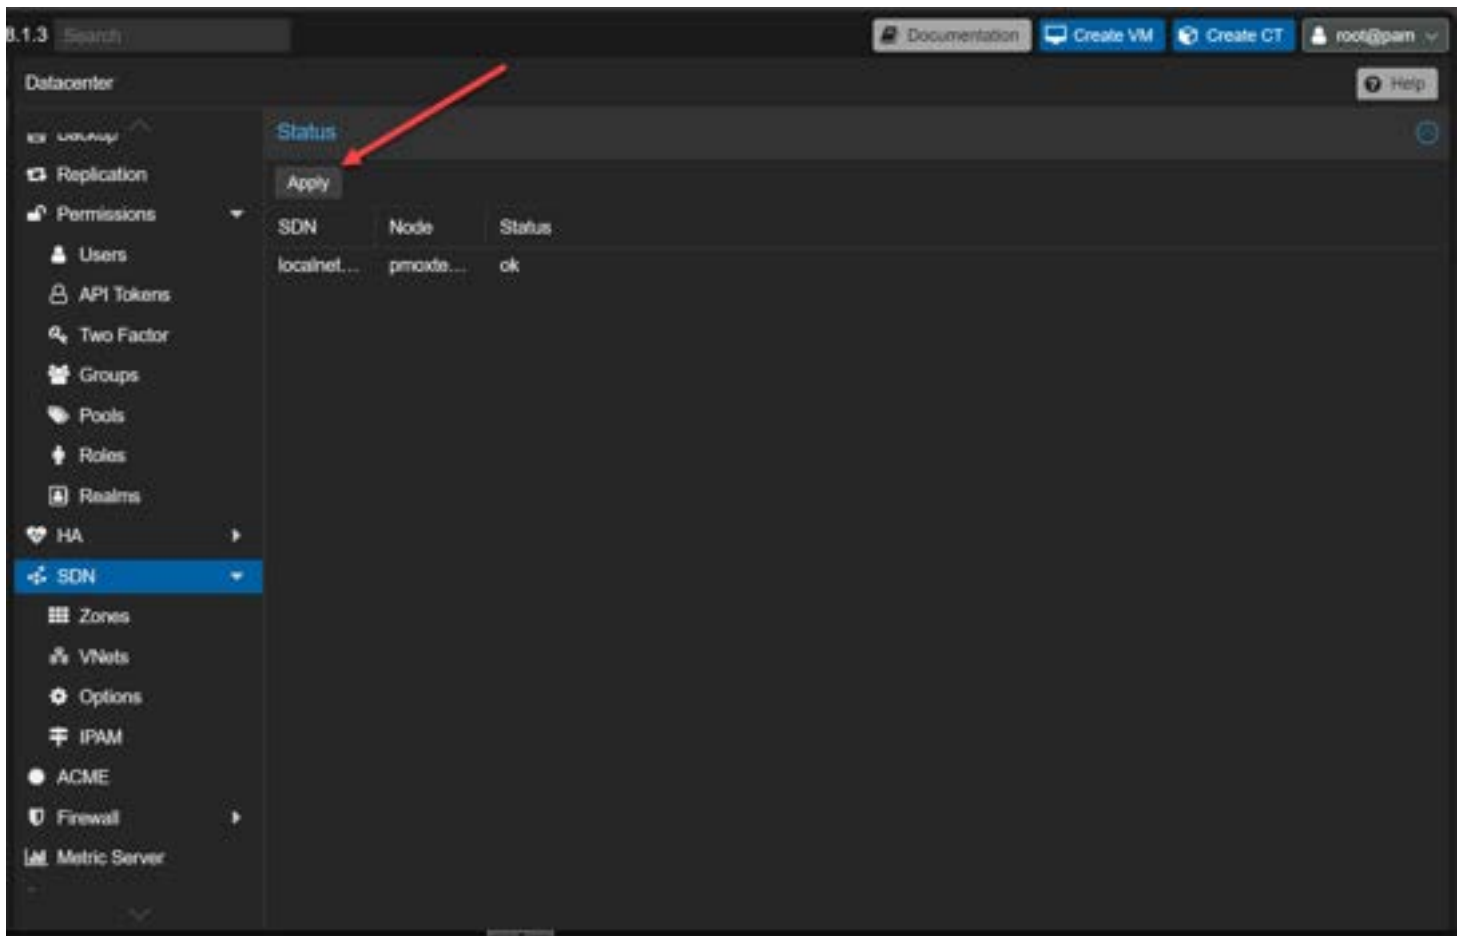 8.1.3 Search Documentation Create VM Create CT root@pam
Datacenter Help
Backup
Status
Replication
Apply
Permissions
SDN Node Status
Users
localnet... pmoxte... ok
API Tokens
Two Factor
Groups
Pools
Roles
Realms
HA
SDN
Zones
VNets
Options
IPAM
ACME
Firewall
Metric Server